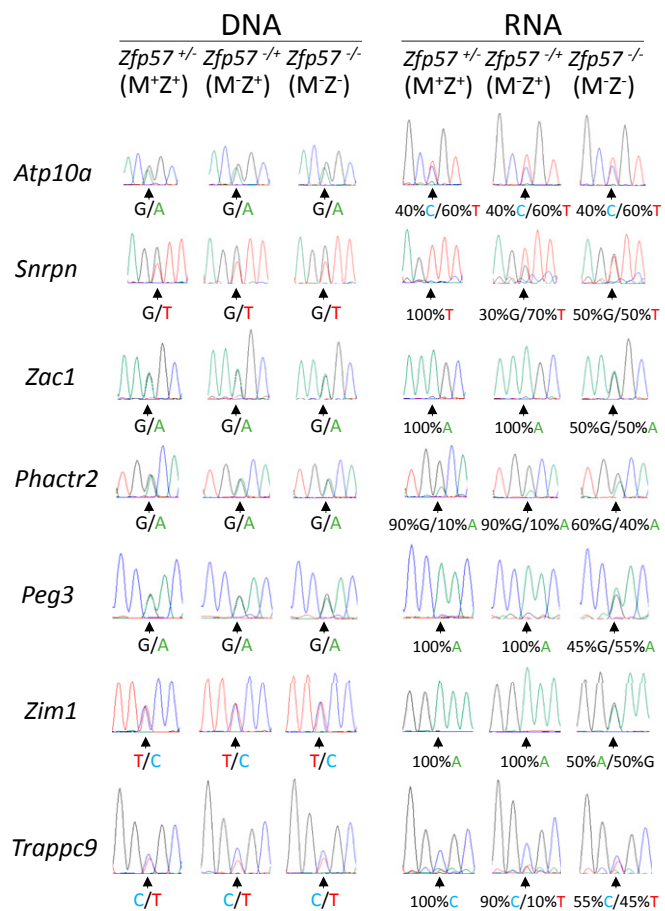 DNA RNA
Zfp57 +/- Zfp57 -/+ Zfp57 -/- Zfp57 +/- Zfp57 -/+ Zfp57 -/-
(M+Z+) (M-Z+) (M-Z-) (M+Z+) (M-Z+) (M-Z-)
Atp10a
G/A G/A G/A 40%C/60%T 40%C/60%T 40%C/60%T
Snrpn
G/T G/T G/T 100%T 30%G/70%T 50%G/50%T
Zac1
G/A G/A G/A 100%A 100%A 50%G/50%A
Phactr2
G/A G/A G/A 90%G/10%A 90%G/10%A 60%G/40%A
Peg3
G/A G/A G/A 100%A 100%A 45%G/55%A
Zim1
T/C T/C T/C 100%A 100%A 50%A/50%G
Trappc9
C/T C/T C/T 100%C 90%C/10%T 55%C/45%T